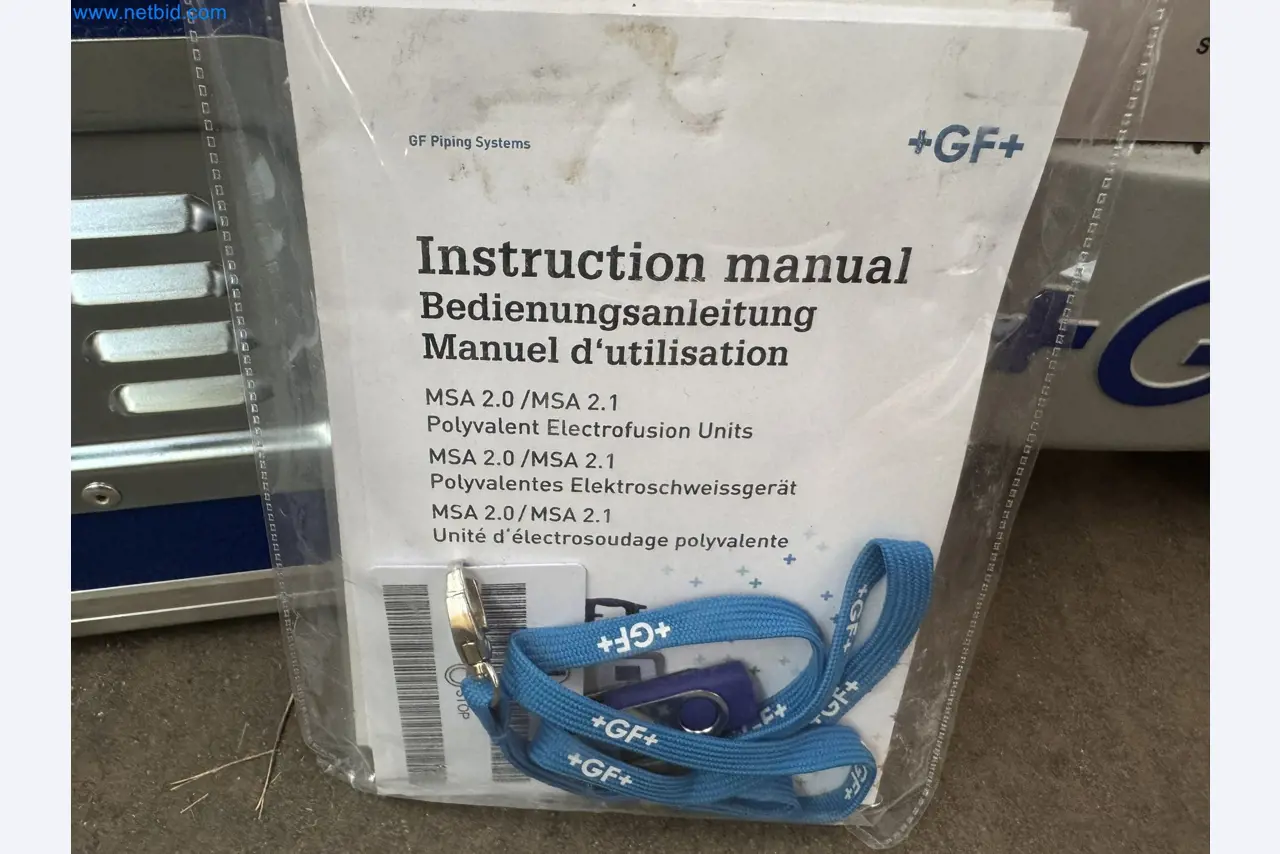 www.netbid.com
GF Piping Systems
+GF+
Instruction manual
Bedienungsanleitung
Manuel d‘utilisation
MSA 2.0 /MSA 2.1
Polyvalent Electrofusion Units
MSA 2.0 /MSA 2.1
Polyvalentes Elektroschweissgerät
MSA 2.0 / MSA 2.1
Unité d'électrosoudage polyvalente
STOP
+GF+
+GF+
+GF+
+GF+
+GF+